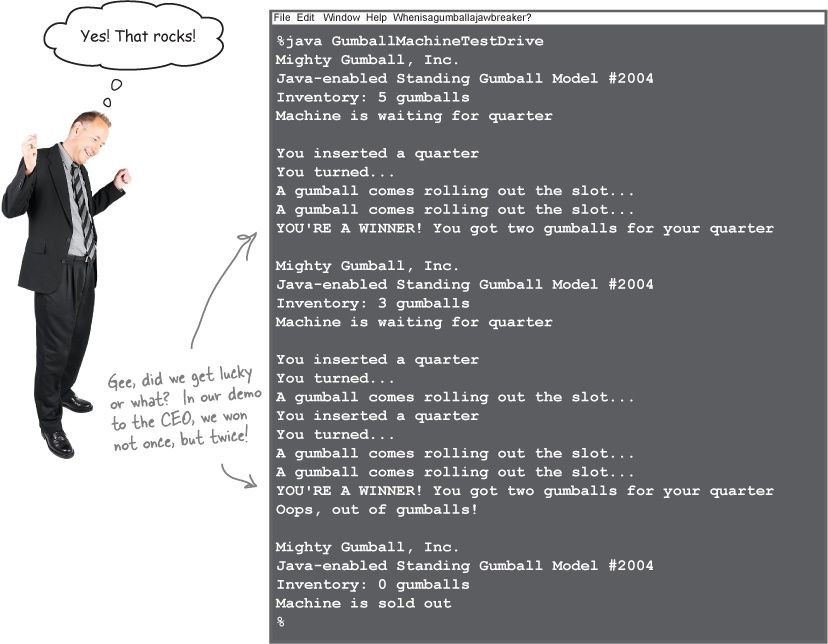 Yes! That rocks!
File Edit Window Help Whenisagumballajawbreaker?
%java GumballMachineTestDrive
Mighty Gumball, Inc.
Java-enabled Standing Gumball Model #2004
Inventory: 5 gumballs
Machine is waiting for quarter
You inserted a quarter
You turned...
A gumball comes rolling out the slot...
A gumball comes rolling out the slot...
YOU'RE A WINNER! You got two gumballs for your quarter
Mighty Gumball, Inc.
Java-enabled Standing Gumball Model #2004
Inventory: 3 gumballs
Machine is waiting for quarter
You inserted a quarter
You turned...
A gumball comes rolling out the slot...
You inserted a quarter
You turned...
A gumball comes rolling out the slot...
A gumball comes rolling out the slot...
YOU'RE A WINNER! You got two gumballs for your quarter
Oops, out of gumballs!
Mighty Gumball, Inc.
Java-enabled Standing Gumball Model #2004
Inventory: 0 gumballs
Machine is sold out
%
Gee, did we get lucky
or what? In our demo
to the CEO, we won
not once, but twice!